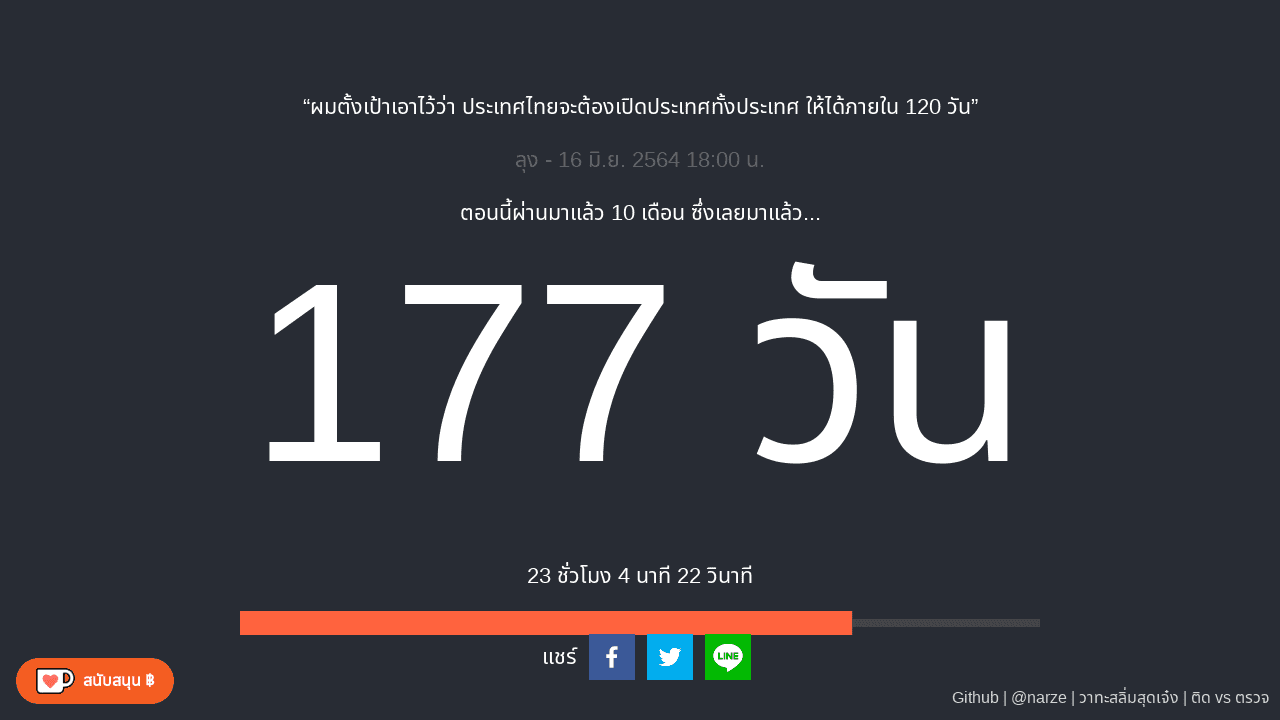 “ผมตั้งเป้าเอาไว้ว่า ประเทศไทยจะต้องเปิดประเทศทั้งประเทศ ให้ได้ภายใน 120 วัน”
ลุง - 16 มิ.ย. 2564 18:00 น.
ตอนนี้ผ่านมาแล้ว 10 เดือน ซึ่งเลยมาแล้ว...
177 วัน
23 ชั่วโมง 4 นาที 22 วินาที
แชร์
LINE
สนับสนุน ฿
Github | @narze | วาทะสลิ่มสุดเจ๋ง | ติด vs ตรวจ